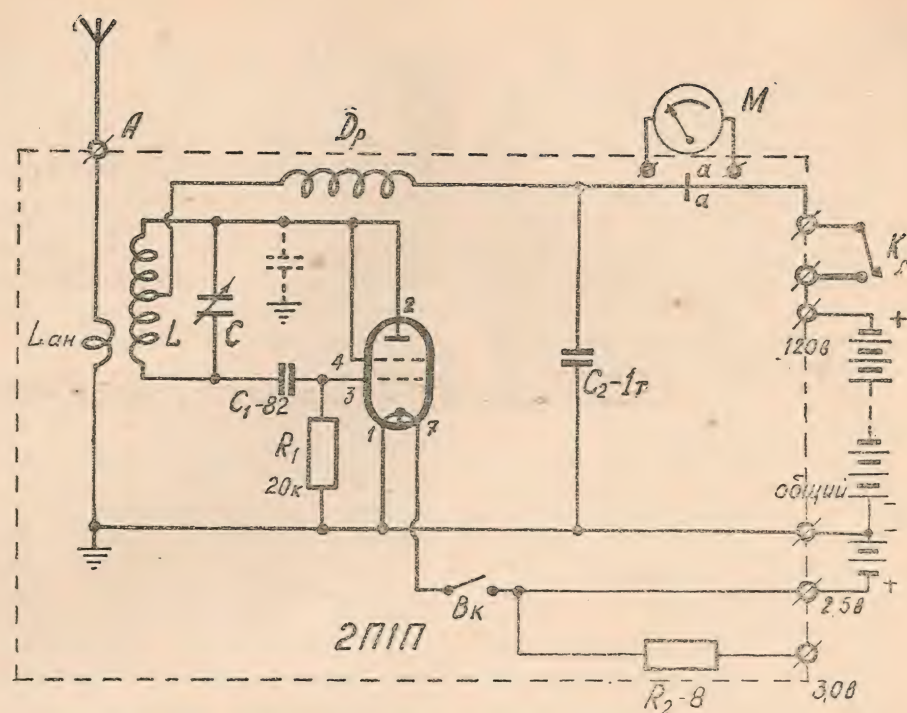 A
Др
М
а
а
К
+
120в
Lан
L
C
2
4
3
1
7
C₁-82
C₂-1т
R₁
20к
общий
-
-
+
Вк
2,5в
2П1П
R₂-8
3,0в